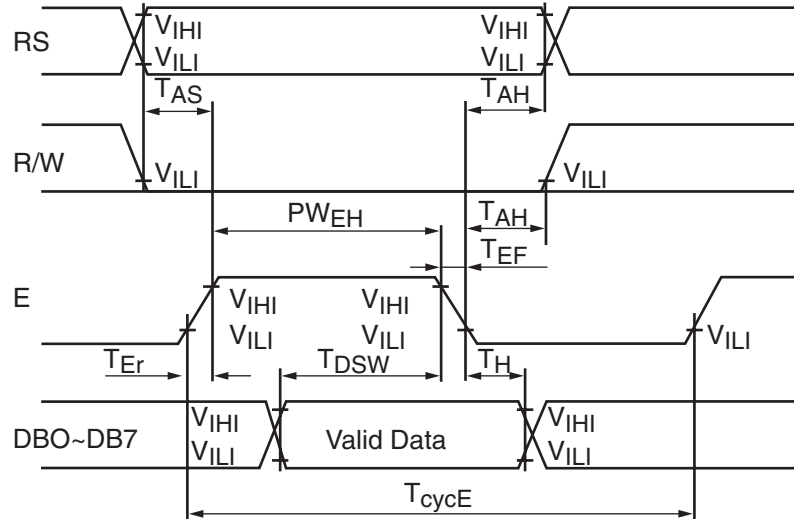 V_IHI V_IHI
RS
V_ILI V_ILI
T_AS T_AH
R/W V_ILI V_ILI
PW_EH T_AH
T_EF
E V_IHI V_IHI
V_ILI V_ILI V_ILI
T_Er T_DSW T_H
V_IHI V_IHI
DBO~DB7 Valid Data
V_ILI V_ILI
T_cycE